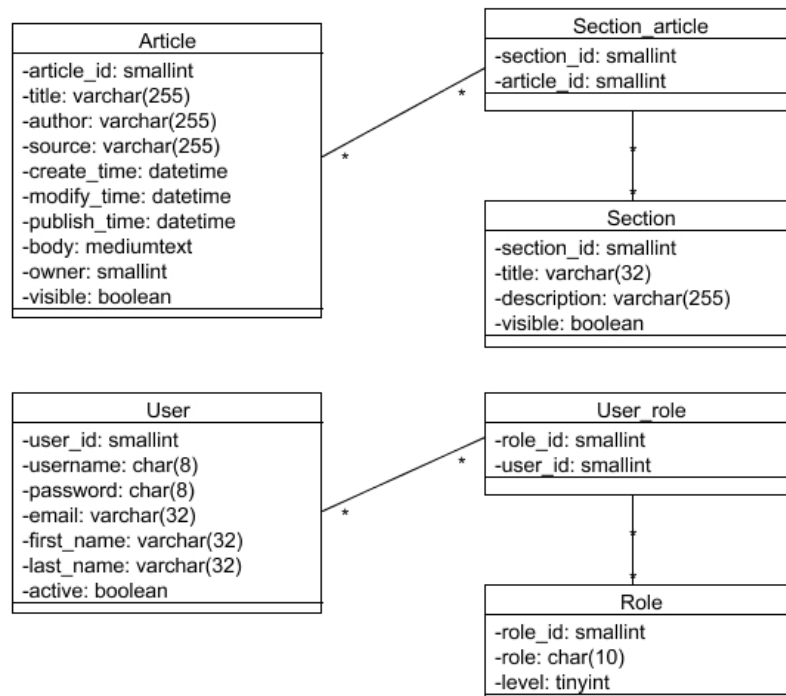 Article
-article_id: smallint
-title: varchar(255)
-author: varchar(255)
-source: varchar(255)
-create_time: datetime
-modify_time: datetime
-publish_time: datetime
-body: mediumtext
-owner: smallint
-visible: boolean
*
*
Section_article
-section_id: smallint
-article_id: smallint
*
*
Section
-section_id: smallint
-title: varchar(32)
-description: varchar(255)
-visible: boolean
User
-user_id: smallint
-username: char(8)
-password: char(8)
-email: varchar(32)
-first_name: varchar(32)
-last_name: varchar(32)
-active: boolean
*
*
User_role
-role_id: smallint
-user_id: smallint
*
*
Role
-role_id: smallint
-role: char(10)
-level: tinyint